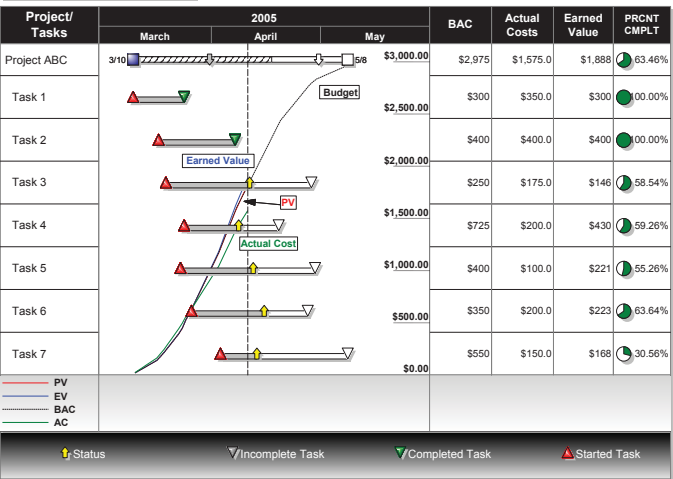 Project/ Tasks
2005
March April May
BAC
Actual Costs
Earned Value
PRCNT CMPLT
Project ABC 3/10 5/8 $3,000.00 $2,975 $1,575.0 $1,888 63.46%
Budget
Task 1 $2,500.00 $300 $350.0 $300 100.00%
Task 2 $2,000.00 $400 $400.0 $400 100.00%
Earned Value
Task 3 $1,500.00 $250 $175.0 $146 58.54%
PV
Task 4 $725 $200.0 $430 59.26%
Actual Cost
Task 5 $1,000.00 $400 $100.0 $221 55.26%
Task 6 $500.00 $350 $200.0 $223 63.64%
Task 7 $0.00 $550 $150.0 $168 30.56%
PV
EV
BAC
AC
Status Incomplete Task Completed Task Started Task